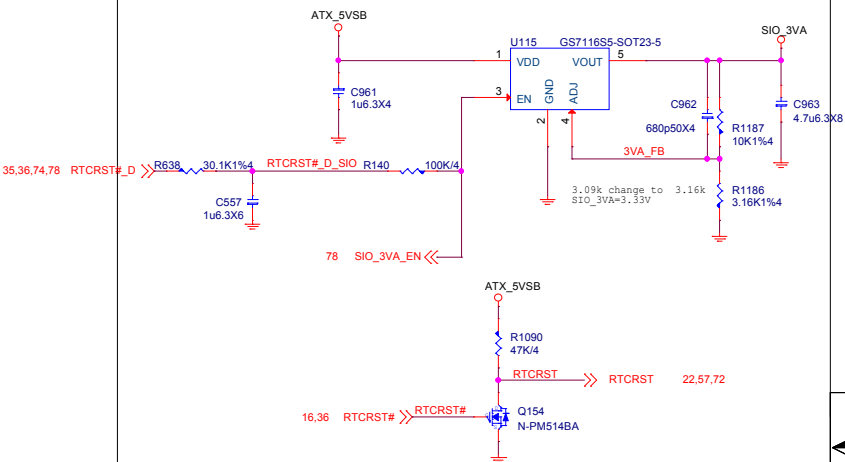 ATX_5VSB
U115 GS7116S5-SOT23-5
SIO_3VA
1 VDD VOUT 5
C961
1u6.3X4
3 EN GND ADJ
2 4
C962
680p50X4
R1187
10K1%4
C963
4.7u6.3X8
3VA_FB
35,36,74,78 RTCRST#_D R638 30.1K1%4 RTCRST#_D_SIO R140 100K/4
C557
1u6.3X6
3.09k change to 3.16k
SIO_3VA=3.33V
R1186
3.16K1%4
78 SIO_3VA_EN
ATX_5VSB
R1090
47K/4
RTCRST RTCRST 22,57,72
16,36 RTCRST# RTCRST#
Q154
N-PM514BA